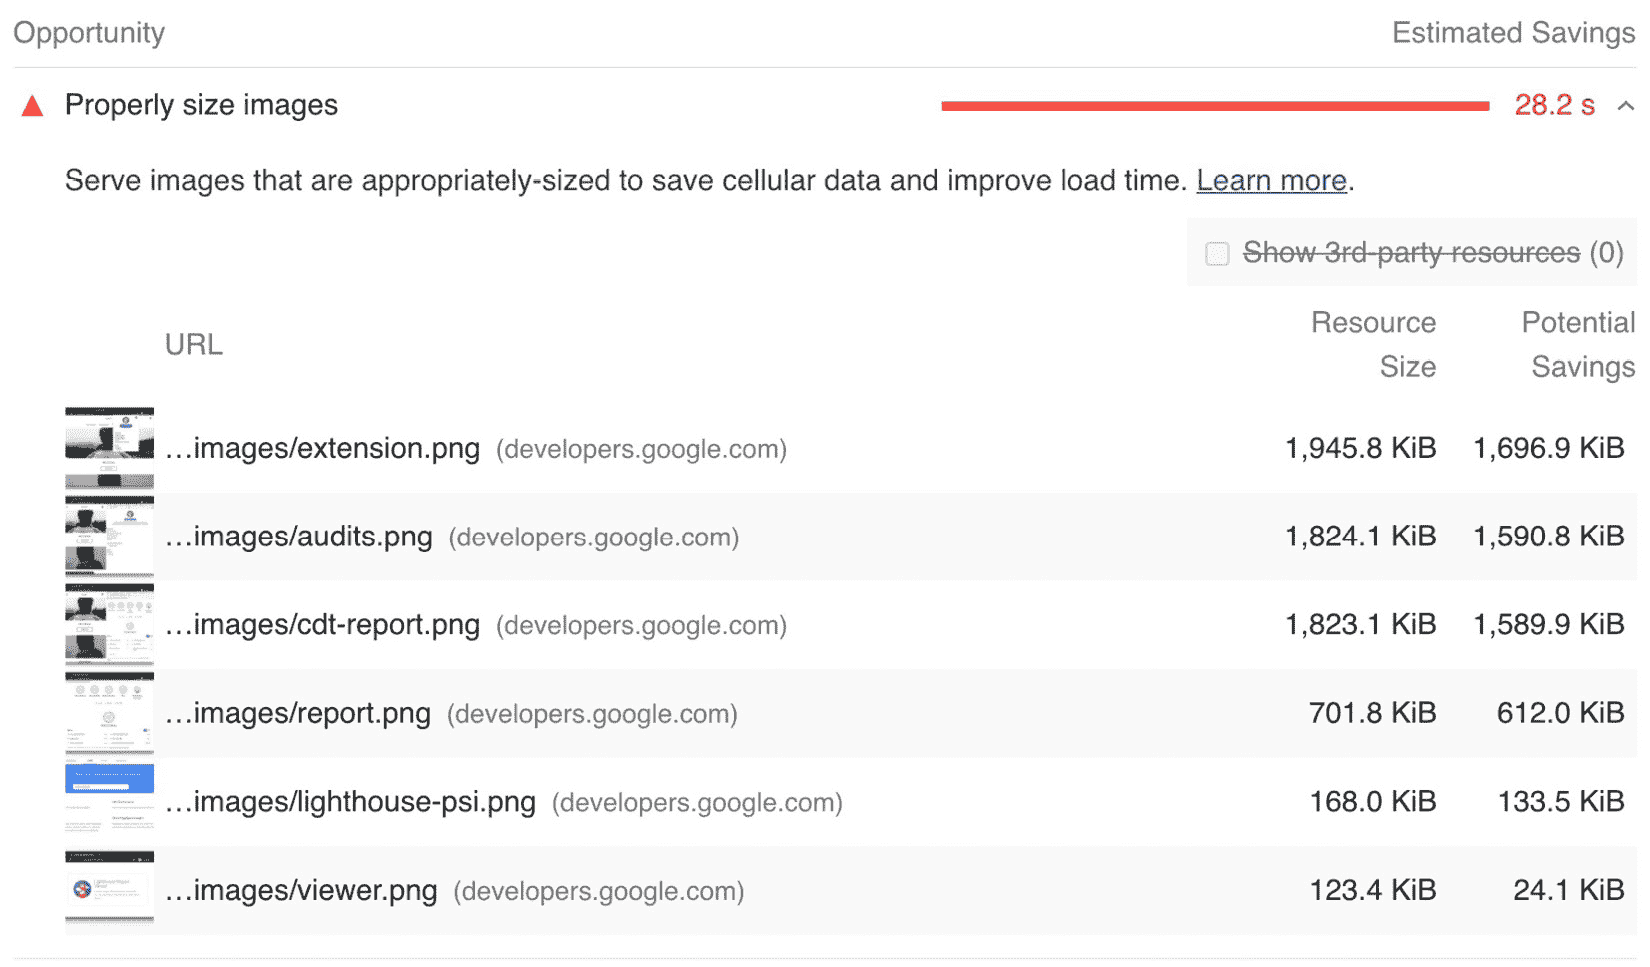 Opportunity Estimated Savings
Properly size images 28.2 s
Serve images that are appropriately-sized to save cellular data and improve load time. Learn more.
Show 3rd-party resources (0)
URL Resource Size Potential Savings
…images/extension.png (developers.google.com) 1,945.8 KiB 1,696.9 KiB
…images/audits.png (developers.google.com) 1,824.1 KiB 1,590.8 KiB
…images/cdt-report.png (developers.google.com) 1,823.1 KiB 1,589.9 KiB
…images/report.png (developers.google.com) 701.8 KiB 612.0 KiB
…images/lighthouse-psi.png (developers.google.com) 168.0 KiB 133.5 KiB
…images/viewer.png (developers.google.com) 123.4 KiB 24.1 KiB